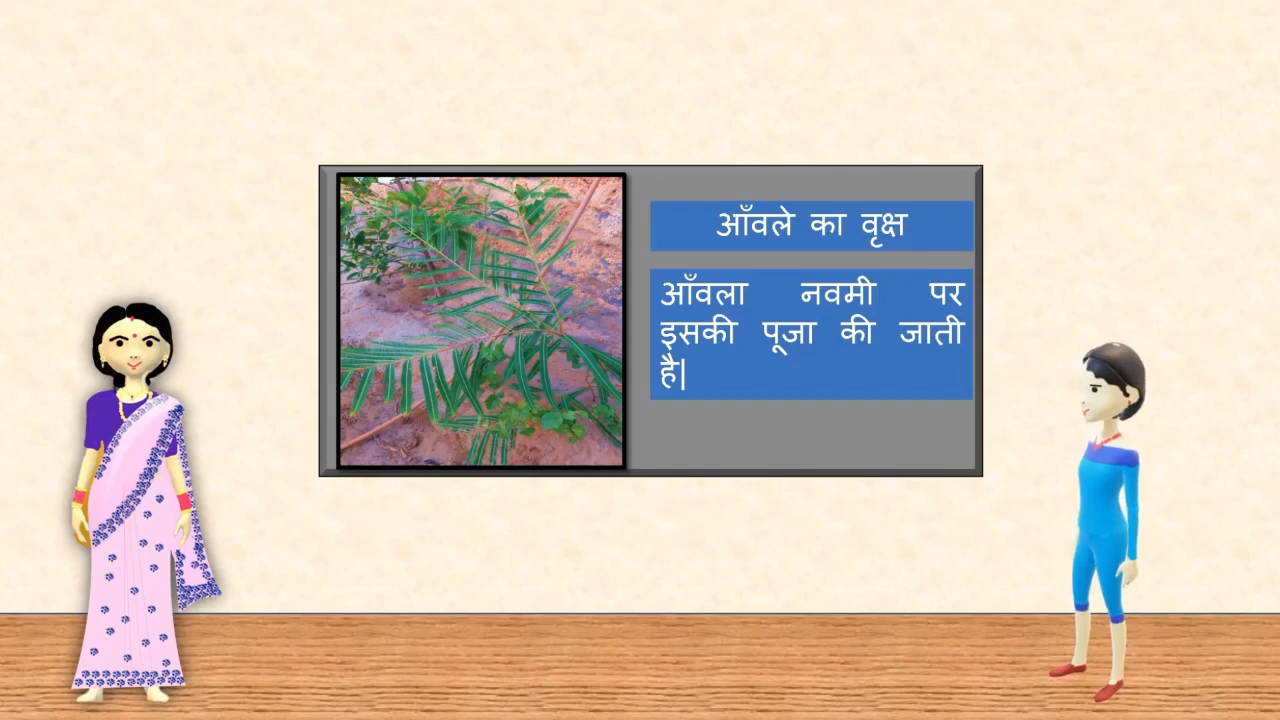 आँवले का वृक्ष
आँवला नवमी पर
इसकी पूजा की जाती
है|